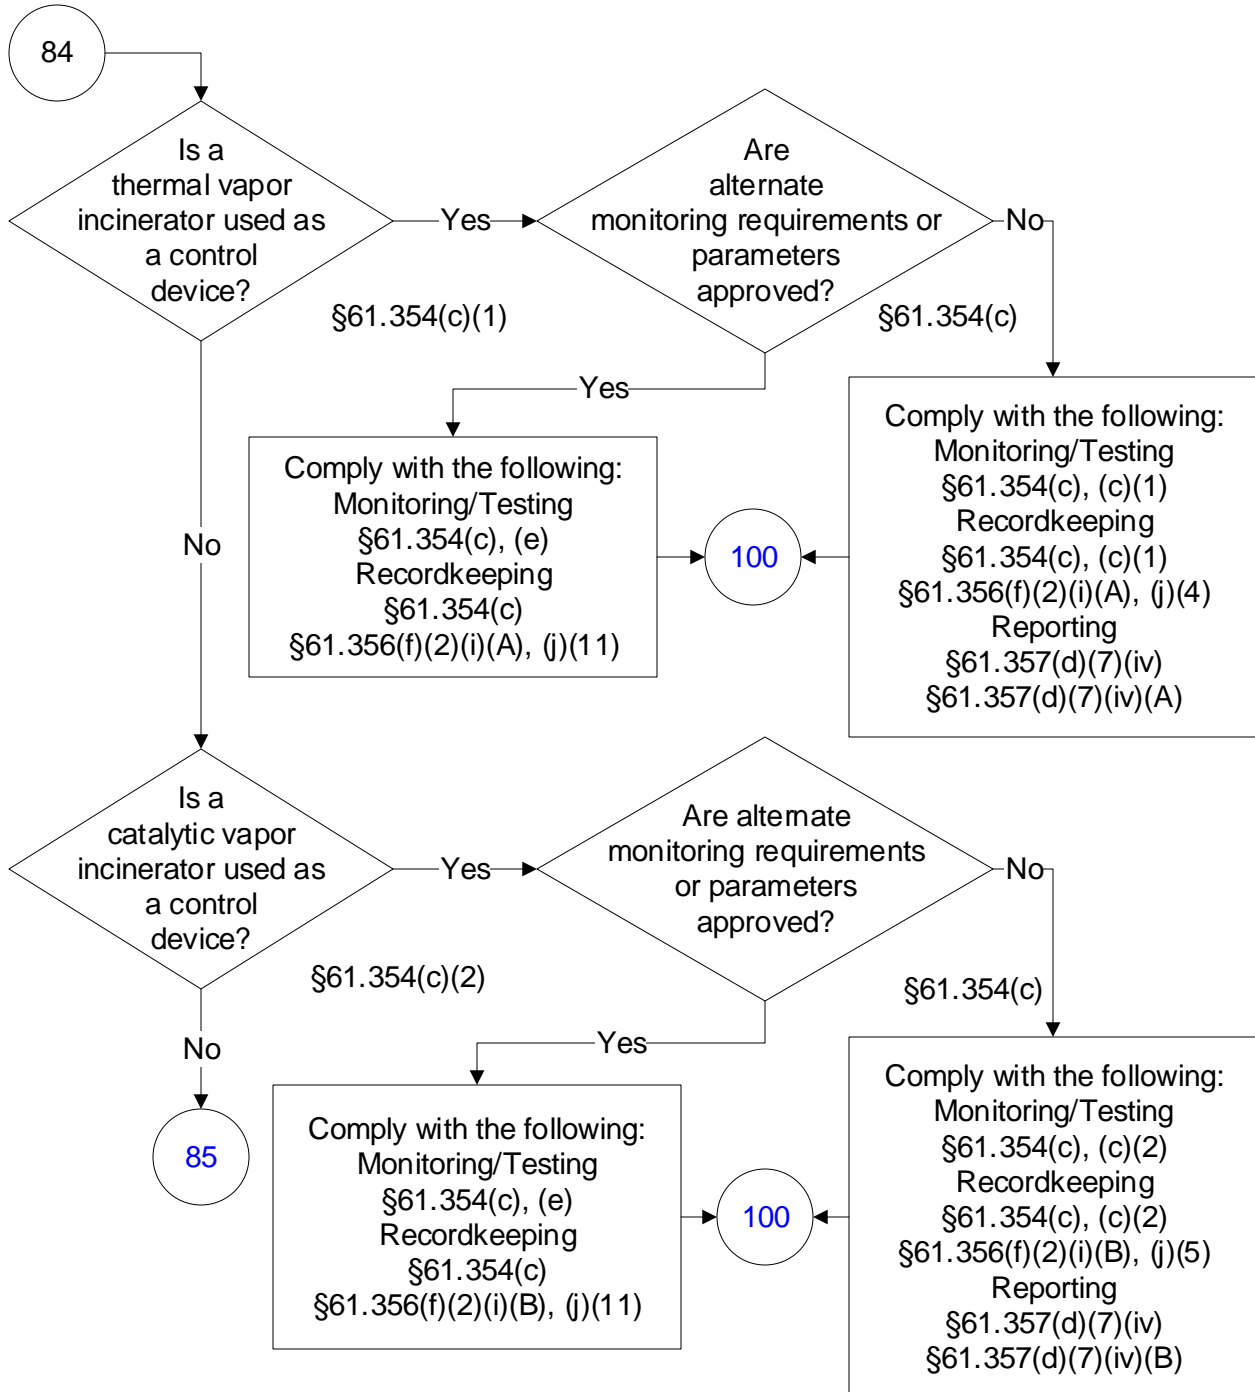 84
Is a
thermal vapor
incinerator used as
a control
device?
Yes
§61.354(c)(1)
Are
alternate
monitoring requirements or
parameters
approved?
No
§61.354(c)
Yes
Comply with the following:
Monitoring/Testing
§61.354(c), (e)
Recordkeeping
§61.354(c)
§61.356(f)(2)(i)(A), (j)(11)
100
Comply with the following:
Monitoring/Testing
§61.354(c), (c)(1)
Recordkeeping
§61.354(c), (c)(1)
§61.356(f)(2)(i)(A), (j)(4)
Reporting
§61.357(d)(7)(iv)
§61.357(d)(7)(iv)(A)
No
Is a
catalytic vapor
incinerator used as
a control
device?
Yes
§61.354(c)(2)
Are alternate
monitoring requirements
or parameters
approved?
No
§61.354(c)
No
85
Yes
Comply with the following:
Monitoring/Testing
§61.354(c), (e)
Recordkeeping
§61.354(c)
§61.356(f)(2)(i)(B), (j)(11)
100
Comply with the following:
Monitoring/Testing
§61.354(c), (c)(2)
Recordkeeping
§61.354(c), (c)(2)
§61.356(f)(2)(i)(B), (j)(5)
Reporting
§61.357(d)(7)(iv)
§61.357(d)(7)(iv)(B)